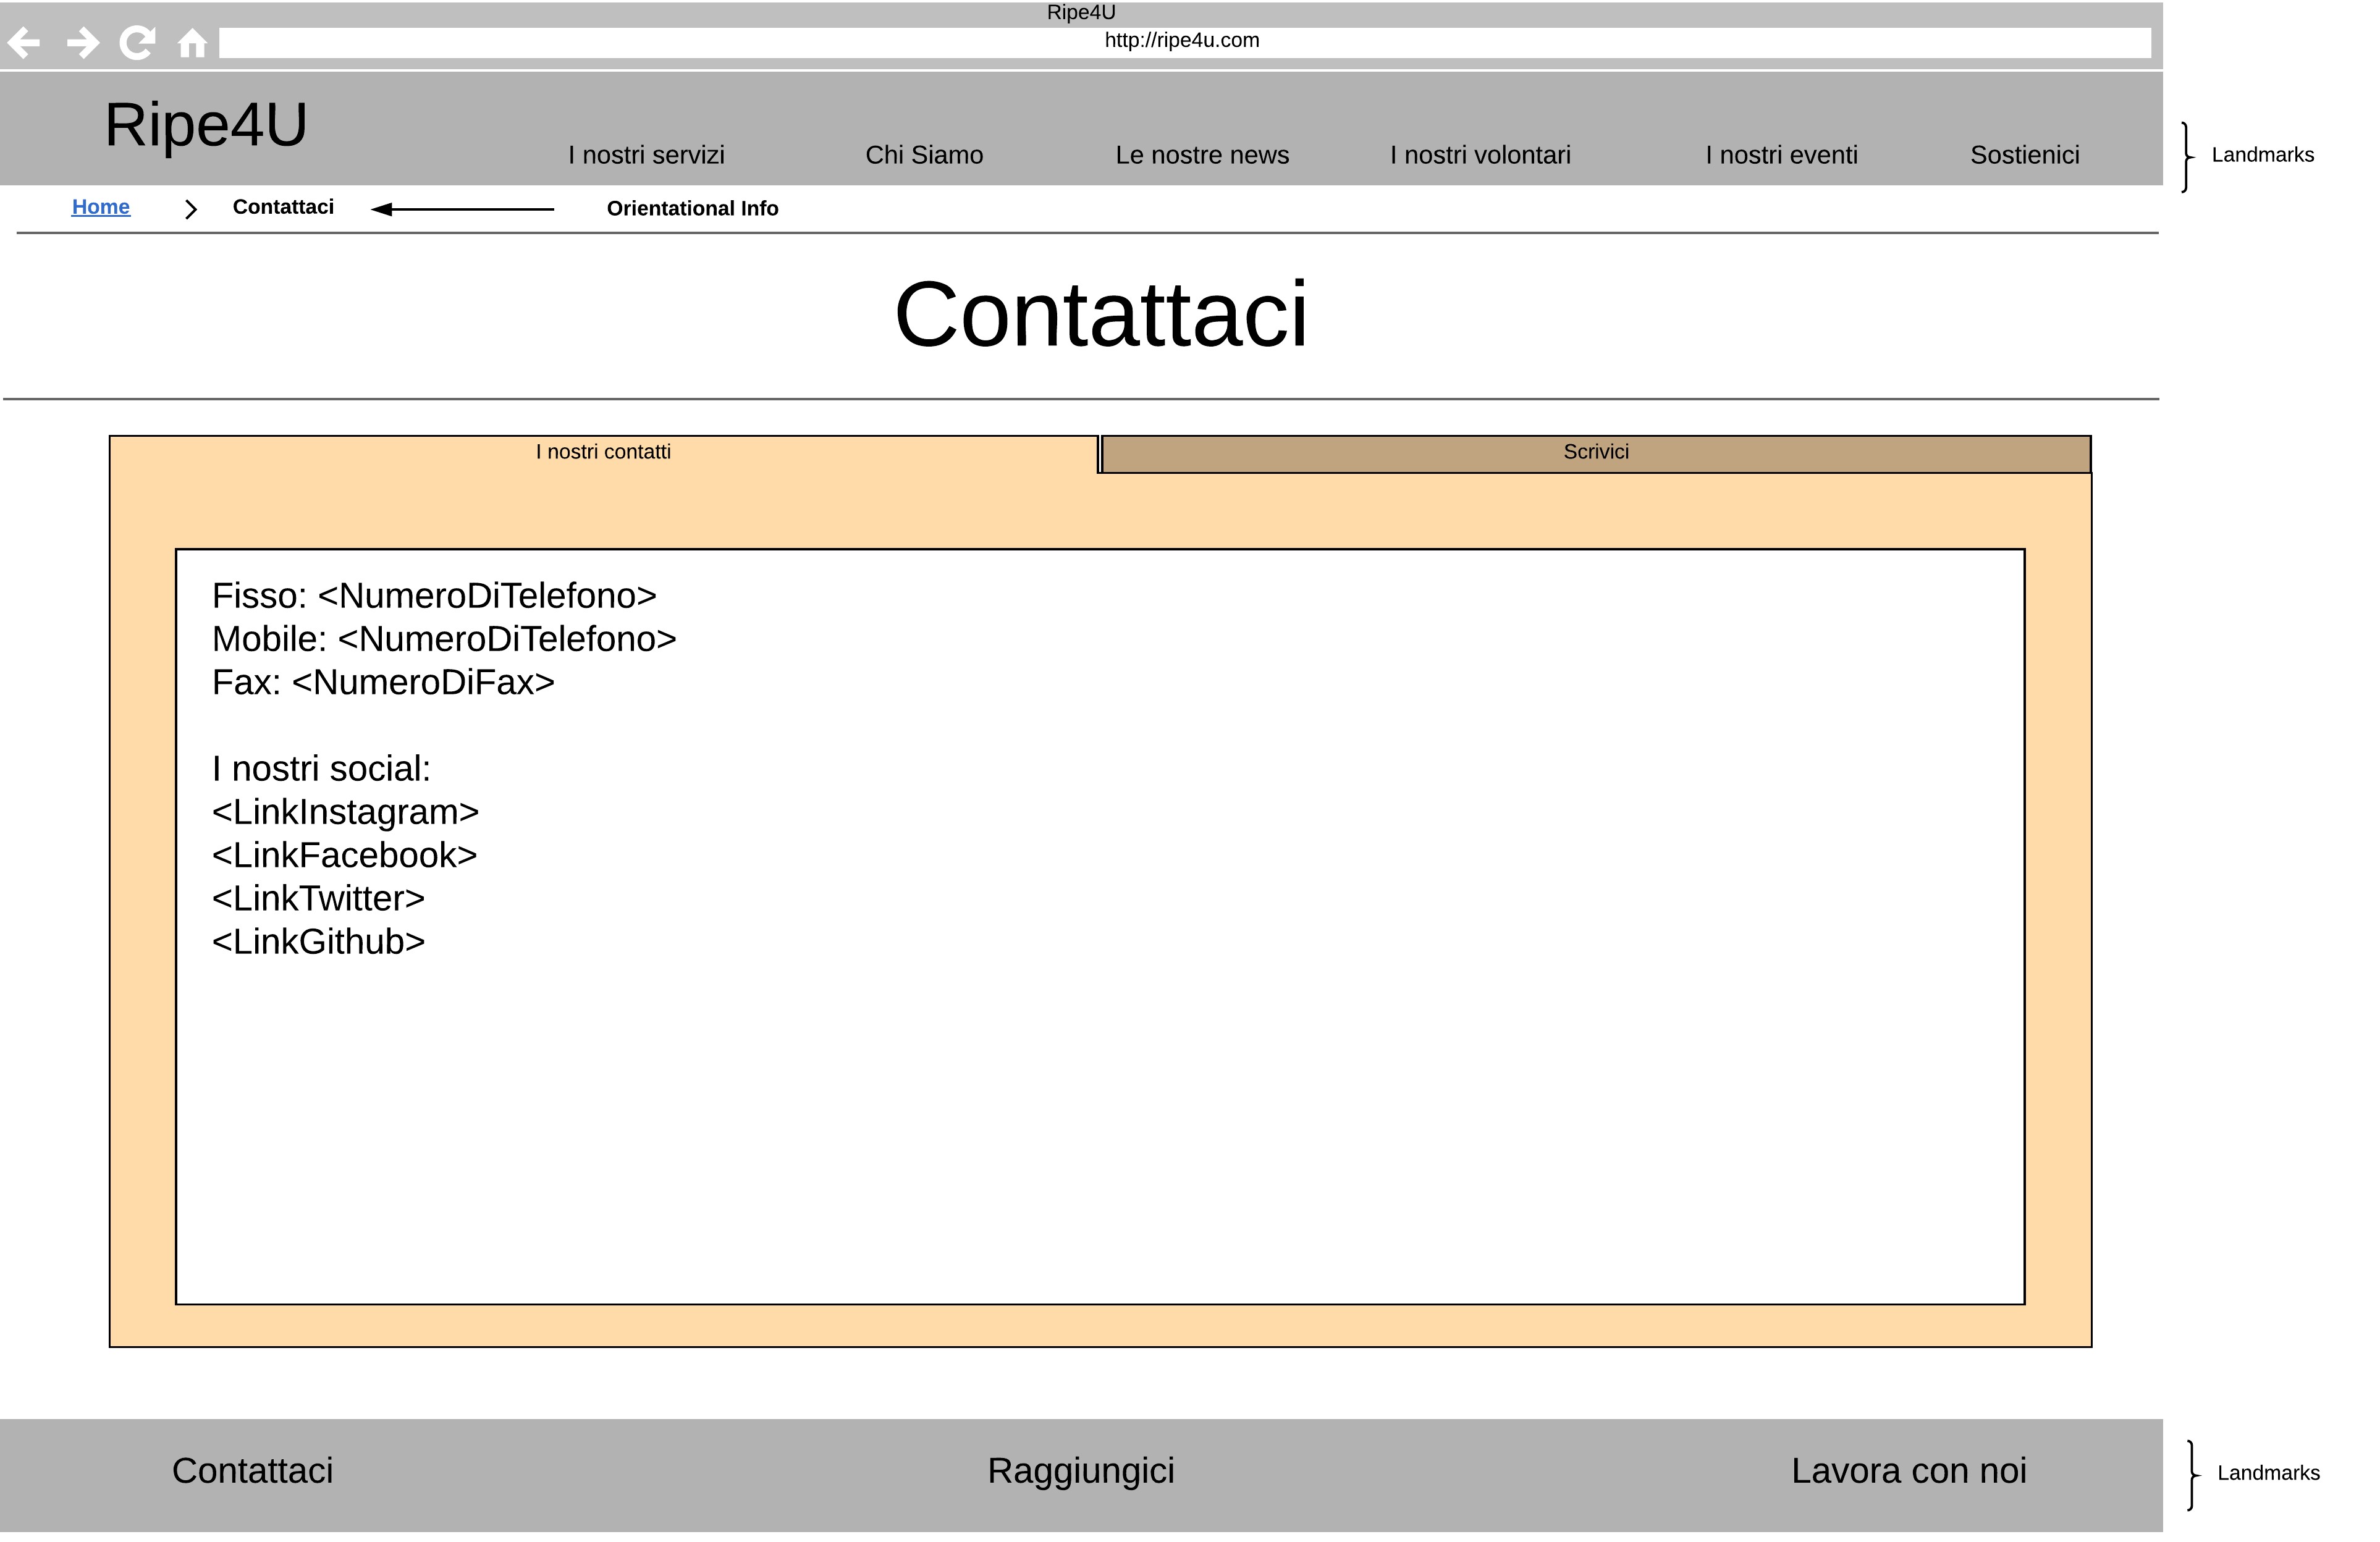 Ripe4U
http://ripe4u.com
Ripe4U
I nostri servizi Chi Siamo Le nostre news I nostri volontari I nostri eventi Sostienici
Landmarks
Home Contattaci Orientational Info
Contattaci
I nostri contatti Scrivici
Fisso: <NumeroDiTelefono>
Mobile: <NumeroDiTelefono>
Fax: <NumeroDiFax>
I nostri social:
<LinkInstagram>
<LinkFacebook>
<LinkTwitter>
<LinkGithub>
Contattaci Raggiungici Lavora con noi
Landmarks